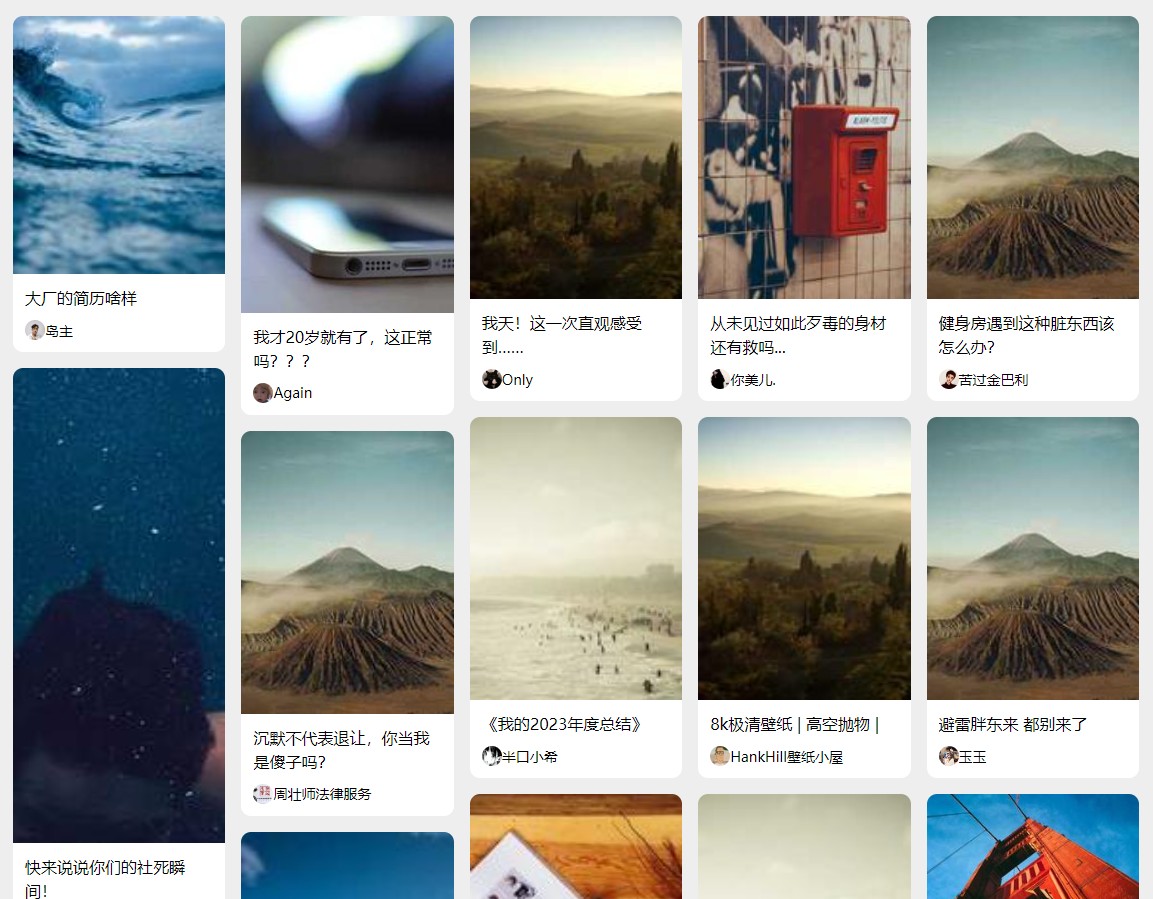 大厂的简历啥样
岛主
快来说说你们的社死瞬
间！
我才20岁就有了，这正常
吗？？？
Again
沉默不代表退让，你当我
是傻子吗？
周壮师法律服务
我天！这一次直观感受
到……
Only
《我的2023年度总结》
半口小希
从未见过如此歹毒的身材
还有救吗...
你美儿.
8k极清壁纸 | 高空抛物 |
HankHill壁纸小屋
健身房遇到这种脏东西该
怎么办?
苦过金巴利
避雷胖东来 都别来了
玉玉